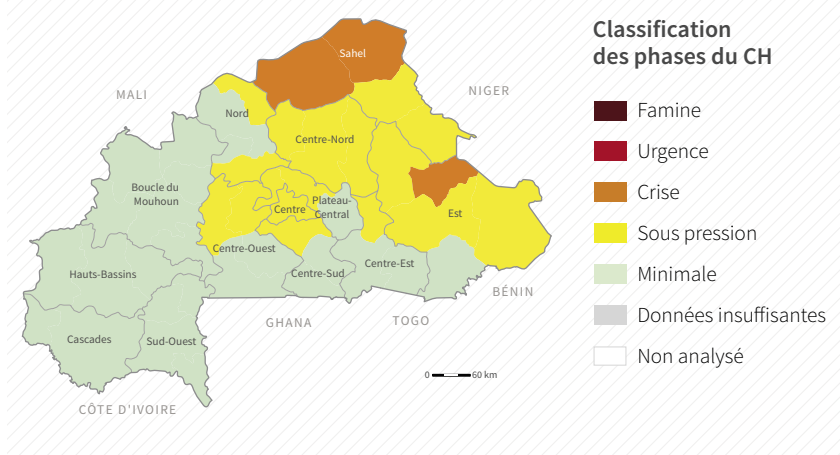 Classification
des phases du CH
Famine
Urgence
Crise
Sous pression
Minimale
Données insuffisantes
Non analysé
MALI
NIGER
Sahel
Nord
Centre-Nord
Boucle du
Mouhoun
Plateau-
Central
Centre
Est
Centre-Ouest
Centre-Est
Centre-Sud
Hauts-Bassins
BÉNIN
GHANA
TOGO
Cascades
Sud-Ouest
0 60 km
CÔTE D'IVOIRE